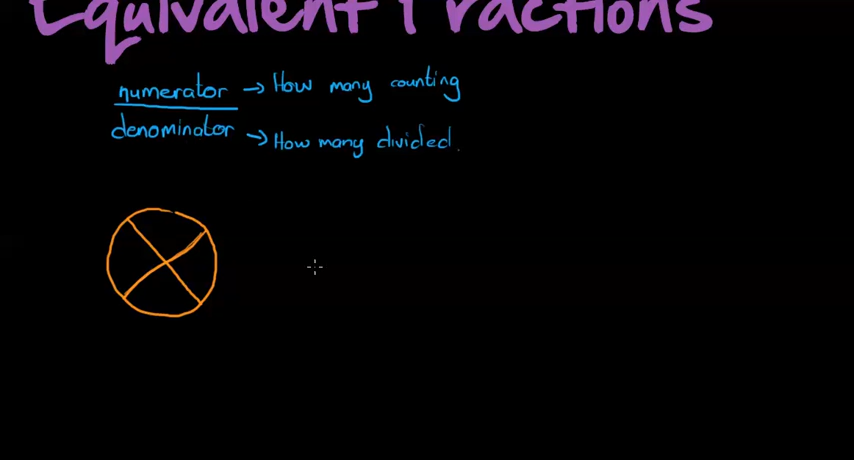 Equivalent Fractions
numerator → How many counting
denominator → How many divided.